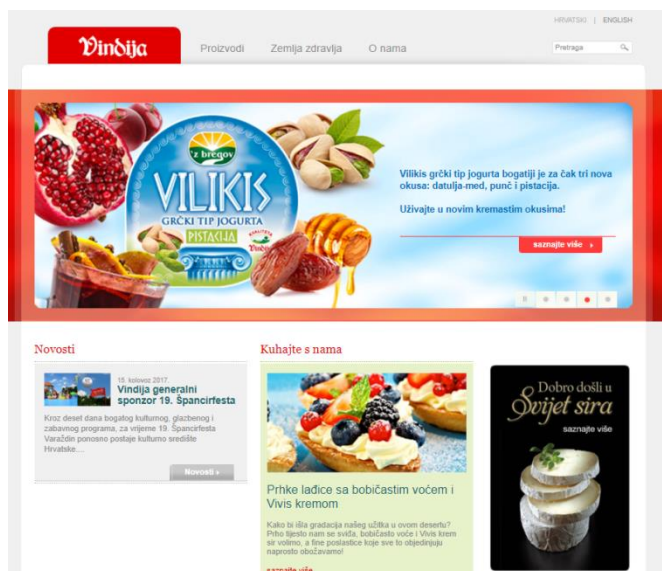 HRVATSKI | ENGLISH
Vindija
Proizvodi Zemlja zdravlja O nama
Pretraga
'z bregov
VILIKIS
GRČKI TIP JOGURTA
PISTACIJA
KVALITETA
Vindija
Vilikis grčki tip jogurta bogatiji je za čak tri nova
okusa: datulja-med, punč i pistacija.
Uživajte u novim kremastim okusima!
saznajte više
Novosti
15. kolovoz 2017.
Vindija generalni
sponzor 19. Špancirfesta
Kroz deset dana bogatog kulturnog, glazbenog i
zabavnog programa, za vrijeme 19. Špancirfesta
Varaždin ponosno postaje kulturno središte
Hrvatske....
Novosti »
Kuhajte s nama
Prhke lađice sa bobičastim voćem i
Vivis kremom
Kako bi išla gradacija našeg užitka u ovom desertu?
Prho tijesto nam se sviđa, bobičasto voće i Vivis krem
sir volimo, a fine poslastice koje sve to objedinjuju
naprosto obožavamo!
saznajte više
Dobro došli u
Svijet sira
saznajte više